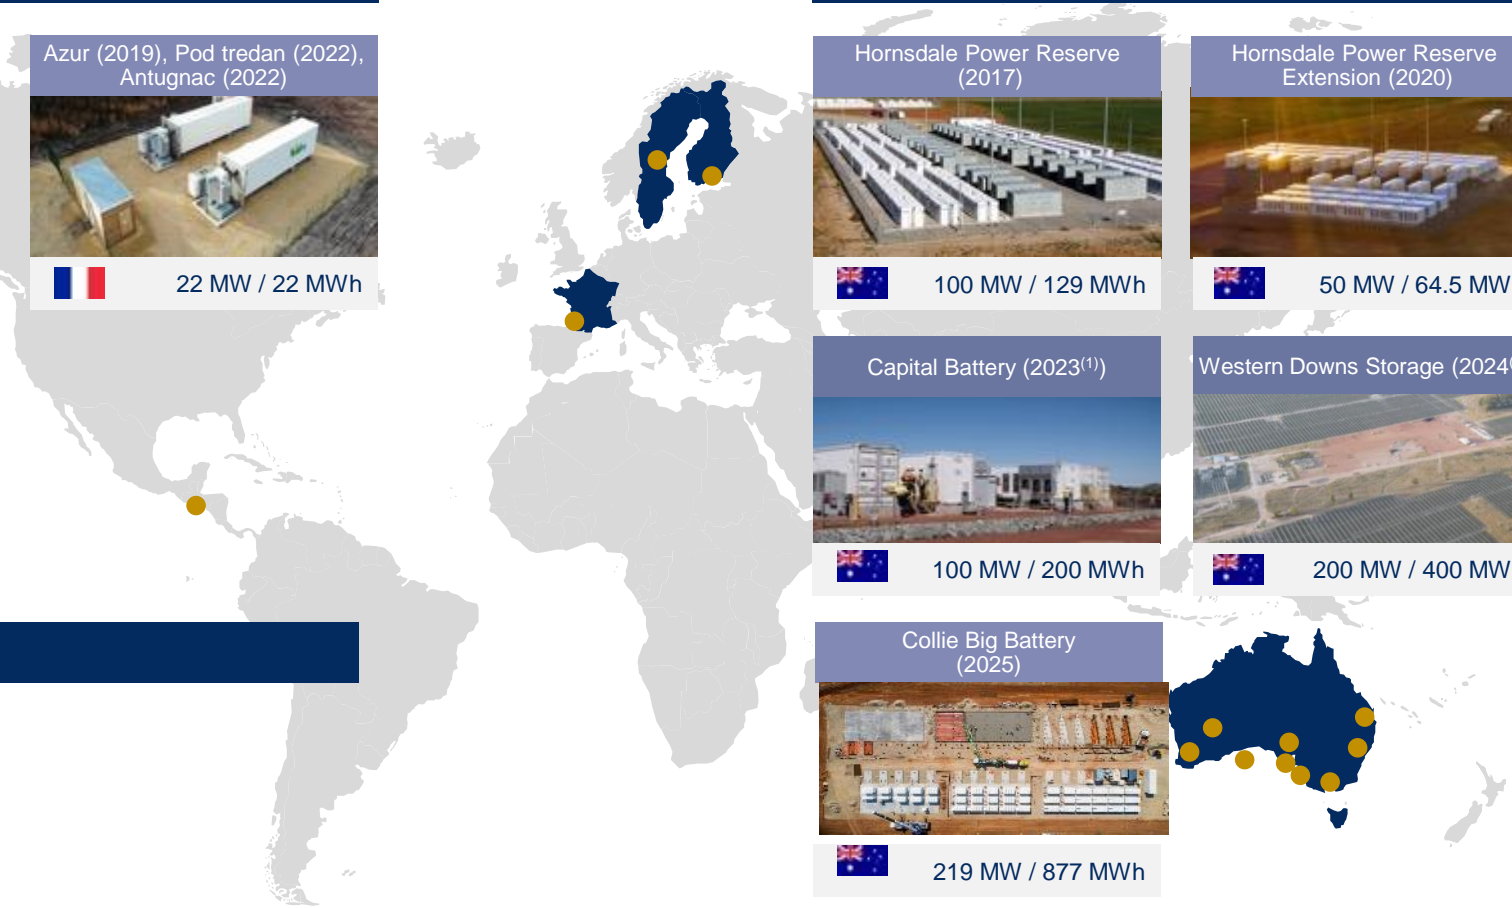 Azur (2019), Pod tredan (2022),
Antugnac (2022)
22 MW / 22 MWh
Hornsdale Power Reserve
(2017)
100 MW / 129 MWh
Hornsdale Power Reserve
Extension (2020)
50 MW / 64.5 MW
Capital Battery (2023(1))
100 MW / 200 MWh
Western Downs Storage (2024(
200 MW / 400 MW
Collie Big Battery
(2025)
219 MW / 877 MWh